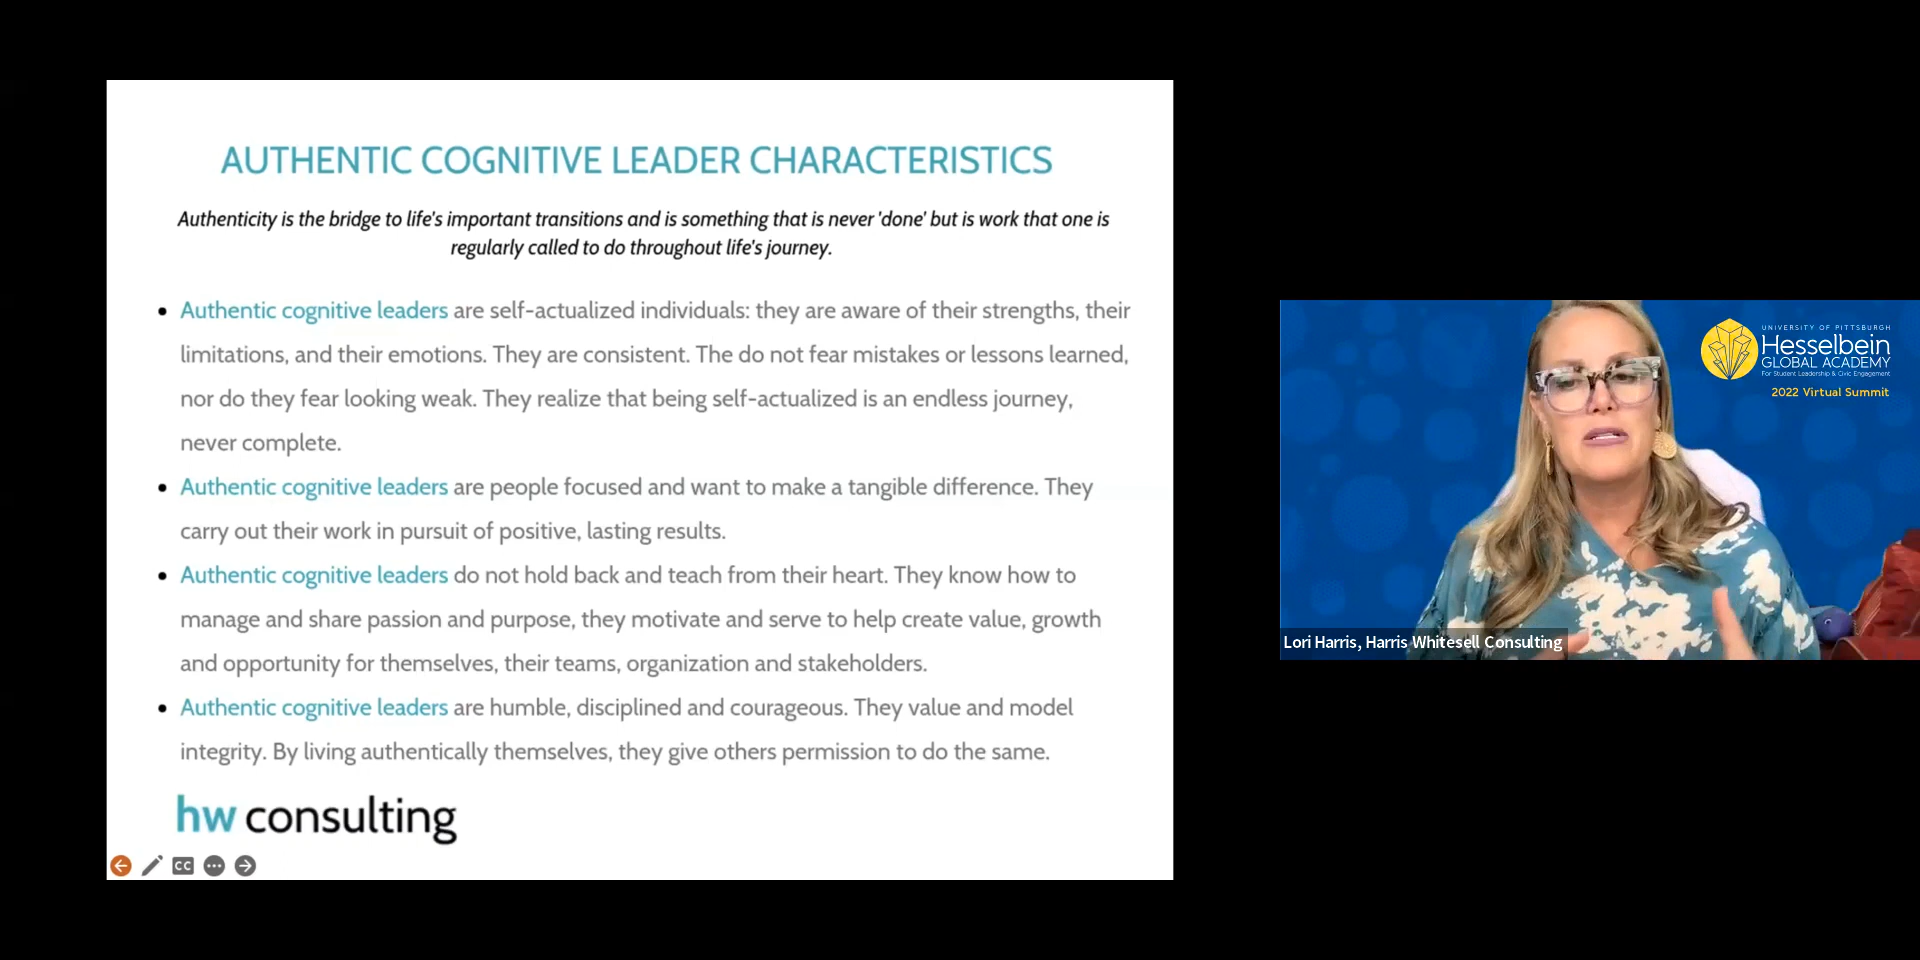 AUTHENTIC COGNITIVE LEADER CHARACTERISTICS
Authenticity is the bridge to life's important transitions and is something that is never 'done' but is work that one is
regularly called to do throughout life's journey.
• Authentic cognitive leaders are self-actualized individuals: they are aware of their strengths, their
limitations, and their emotions. They are consistent. The do not fear mistakes or lessons learned,
nor do they fear looking weak. They realize that being self-actualized is an endless journey,
never complete.
• Authentic cognitive leaders are people focused and want to make a tangible difference. They
carry out their work in pursuit of positive, lasting results.
• Authentic cognitive leaders do not hold back and teach from their heart. They know how to
manage and share passion and purpose, they motivate and serve to help create value, growth
and opportunity for themselves, their teams, organization and stakeholders.
• Authentic cognitive leaders are humble, disciplined and courageous. They value and model
integrity. By living authentically themselves, they give others permission to do the same.
hw consulting
CC
UNIVERSITY OF PITTSBURGH
Hesselbein
GLOBAL ACADEMY
For Student Leadership & Civic Engagement
2022 Virtual Summit
Lori Harris, Harris Whitesell Consulting